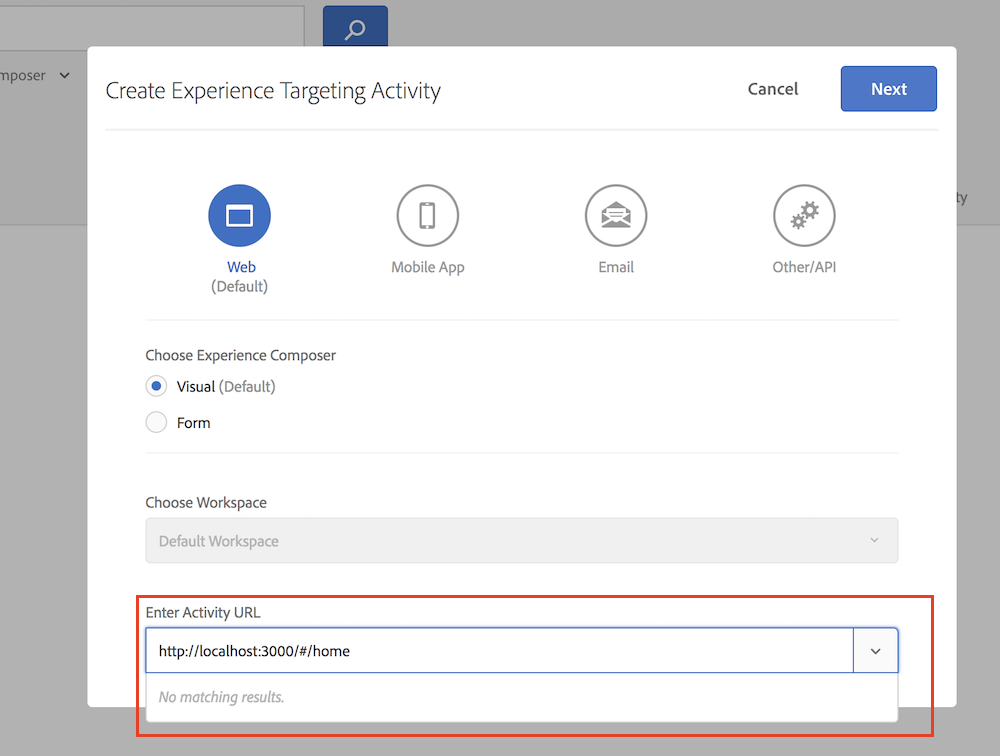 mposer
Create Experience Targeting Activity
Cancel
Next
ty
Web
(Default)
Mobile App
Email
Other/API
Choose Experience Composer
Visual (Default)
Form
Choose Workspace
Default Workspace
Enter Activity URL
http://localhost:3000/#/home
No matching results.